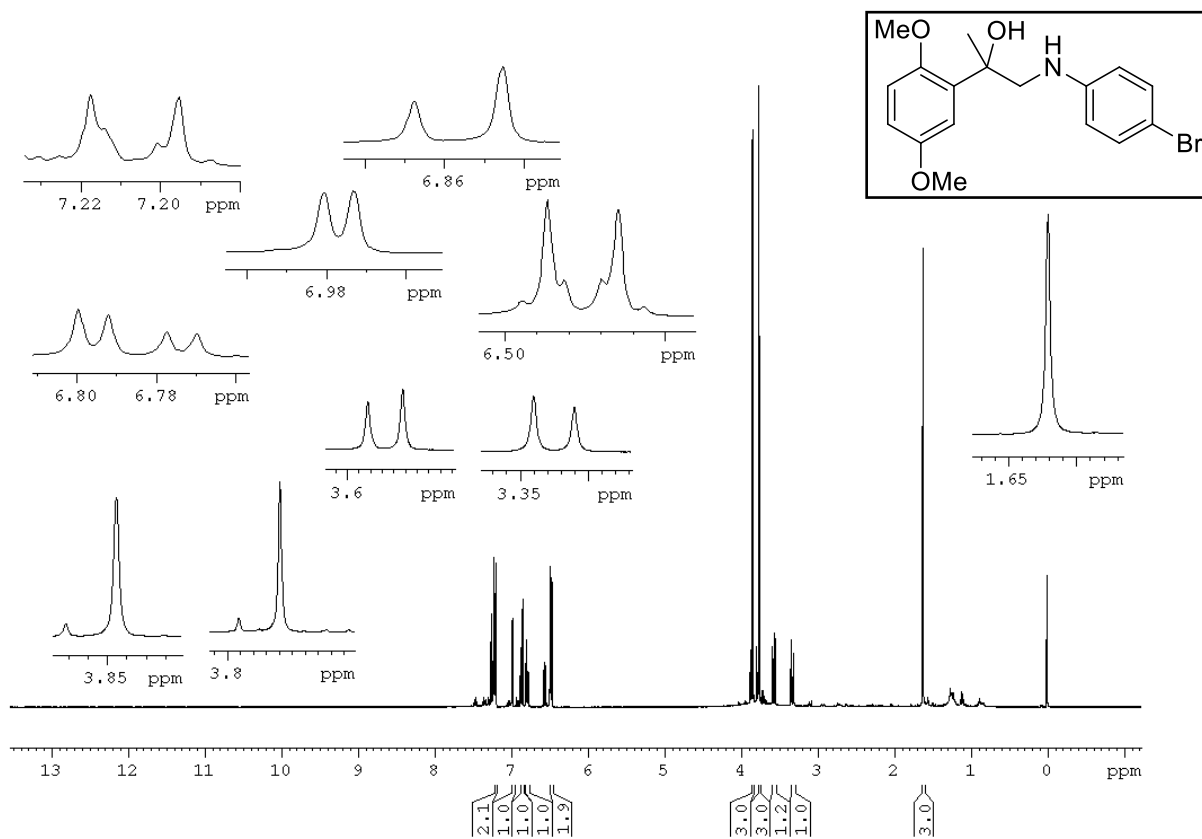 MeO
OH
H
N
Br
OMe
7.22 7.20 ppm
6.86 ppm
6.98 ppm
6.50 ppm
6.80 6.78 ppm
3.6 ppm
3.35 ppm
1.65 ppm
3.85 ppm
3.8 ppm
13 12 11 10 9 8 7 6 5 4 3 2 1 0 ppm
2.1 1.0 1.0 1.0 1.9 3.0 3.0 1.2 1.0 3.0